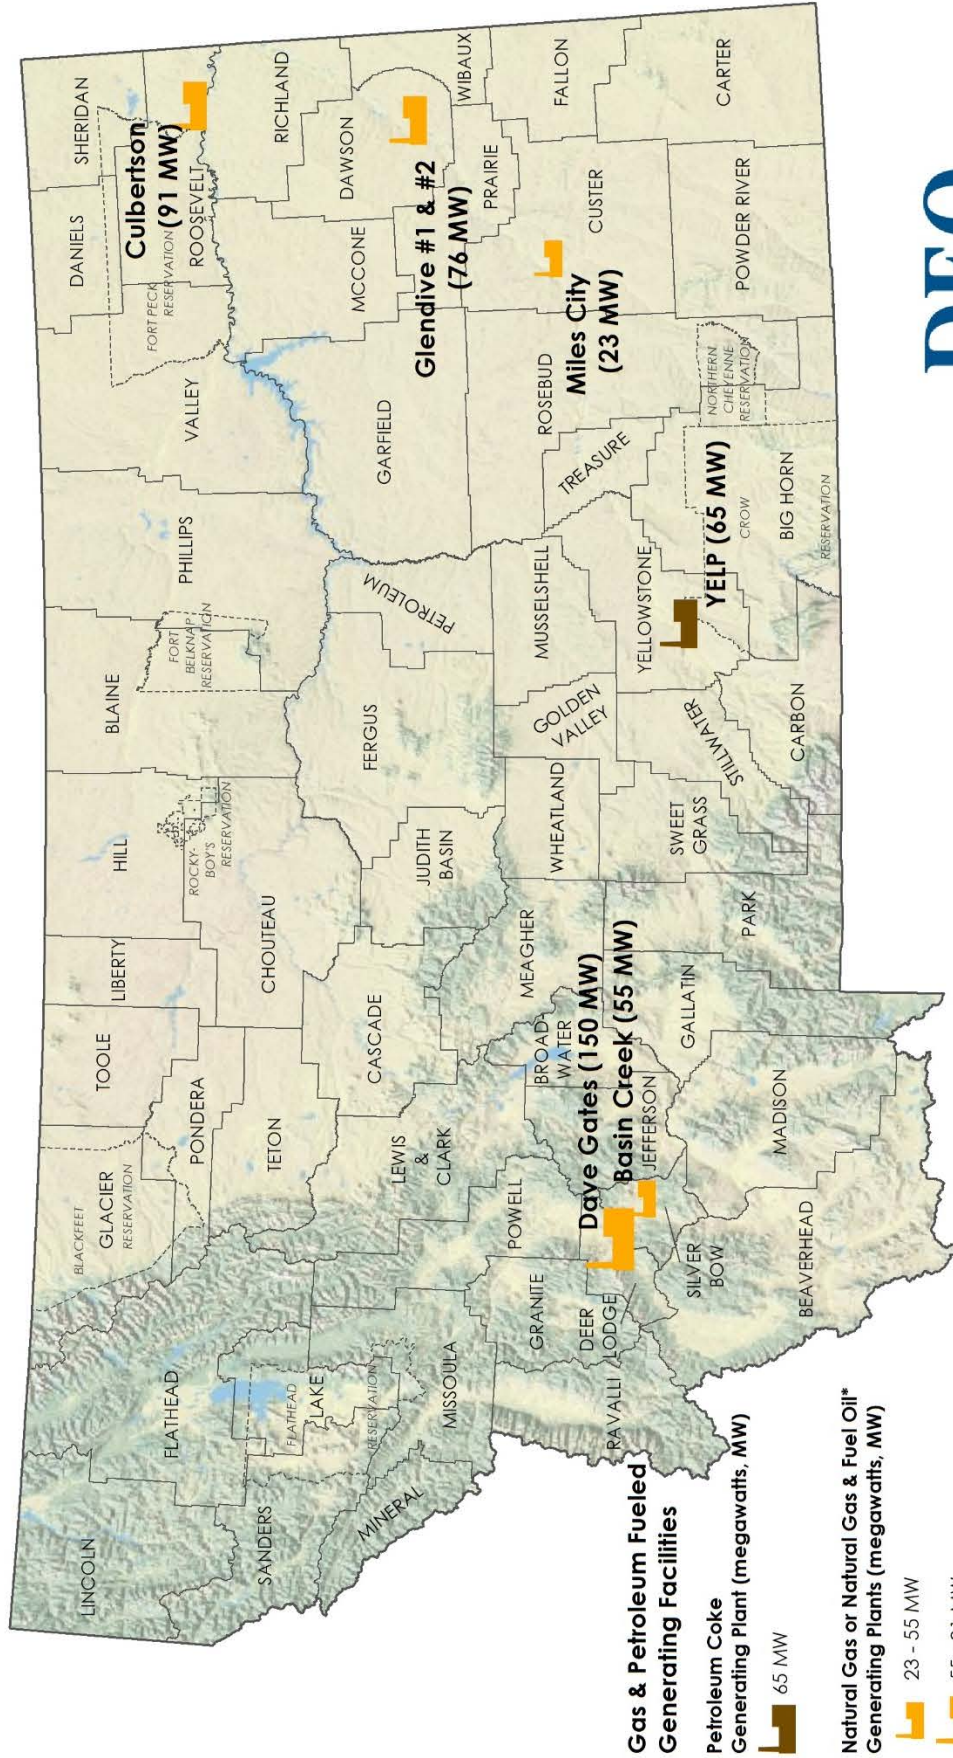 SHERIDAN
DANIELS
Culbertson
(91 MW)
FORT PECK
RESERVATION
ROOSEVELT
VALLEY
PHILLIPS
BLAINE
FORT
BELKNAP
RESERVATION
HILL
ROCKY
BOY'S
RESERVATION
LIBERTY
TOOLE
BLACKFEET
GLACIER
RESERVATION
PONDERA
CHOUTEAU
TETON
FLATHEAD
LINCOLN
SANDERS
FLATHEAD
LAKE
RESERVATION
MINERAL
MISSOULA
LEWIS
&
CLARK
CASCADE
JUDITH
BASIN
FERGUS
PETROLEUM
GARFIELD
MCCONE
RICHLAND
DAWSON
Glendive #1 & #2
(76 MW)
WIBAUX
PRAIRIE
FALLON
CUSTER
Miles City
(23 MW)
ROSEBUD
TREASURE
MUSSELSHELL
GOLDEN
VALLEY
WHEATLAND
MEAGHER
BROAD
WATER
POWELL
GRANITE
DEER
LODGE
RAVALLI
Dave Gates (150 MW)
Basin Creek (55 MW)
JEFFERSON
SILVER
BOW
GALLATIN
PARK
SWEET
GRASS
STILLWATER
YELLOWSTONE
YELP (65 MW)
CARBON
CROW
BIG HORN
RESERVATION
NORTHERN
CHEYENNE
RESERVATION
POWDER RIVER
CARTER
MADISON
BEAVERHEAD
Gas & Petroleum Fueled
Generating Facilities
Petroleum Coke
Generating Plant (megawatts, MW)
65 MW
Natural Gas or Natural Gas & Fuel Oil*
Generating Plants (megawatts, MW)
23 - 55 MW
DEQ